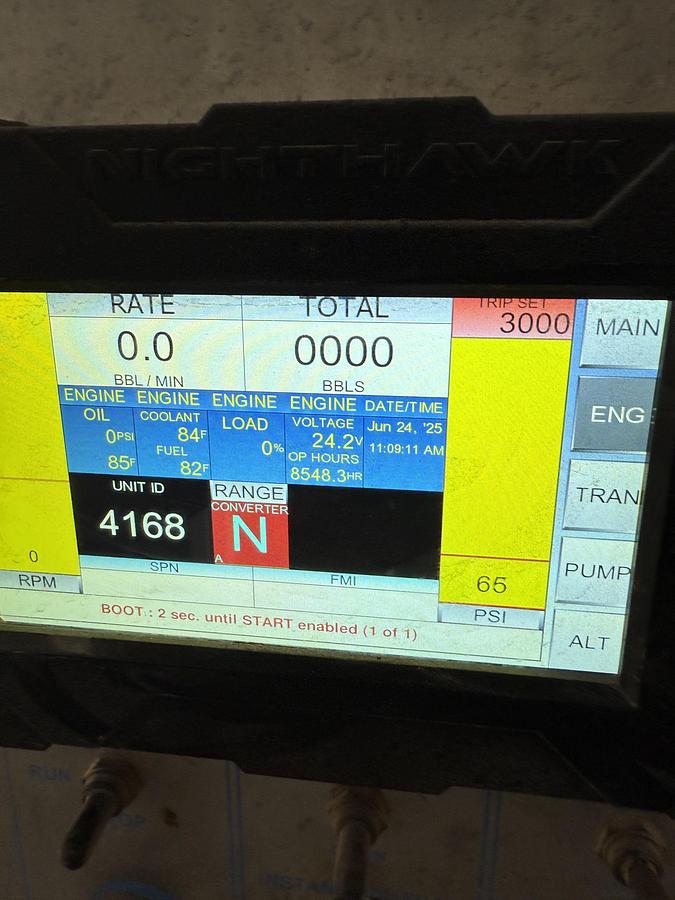 NIGHTHAWK
RATE
TOTAL
TRIP SET
3000
0.0
0000
BBL / MIN
BBLS
MAIN
ENGINE ENGINE ENGINE ENGINE DATE/TIME
OIL
0PSI
85F
COOLANT
84F
FUEL
82F
LOAD
0%
VOLTAGE
24.2V
OP HOURS
8548.3HR
Jun 24, '25
11:09:11 AM
ENG
UNIT ID
4168
RANGE
CONVERTER
N
A
TRAN
0
RPM
SPN
FMI
65
PSI
PUMP
BOOT : 2 sec. until START enabled (1 of 1)
ALT
RUN